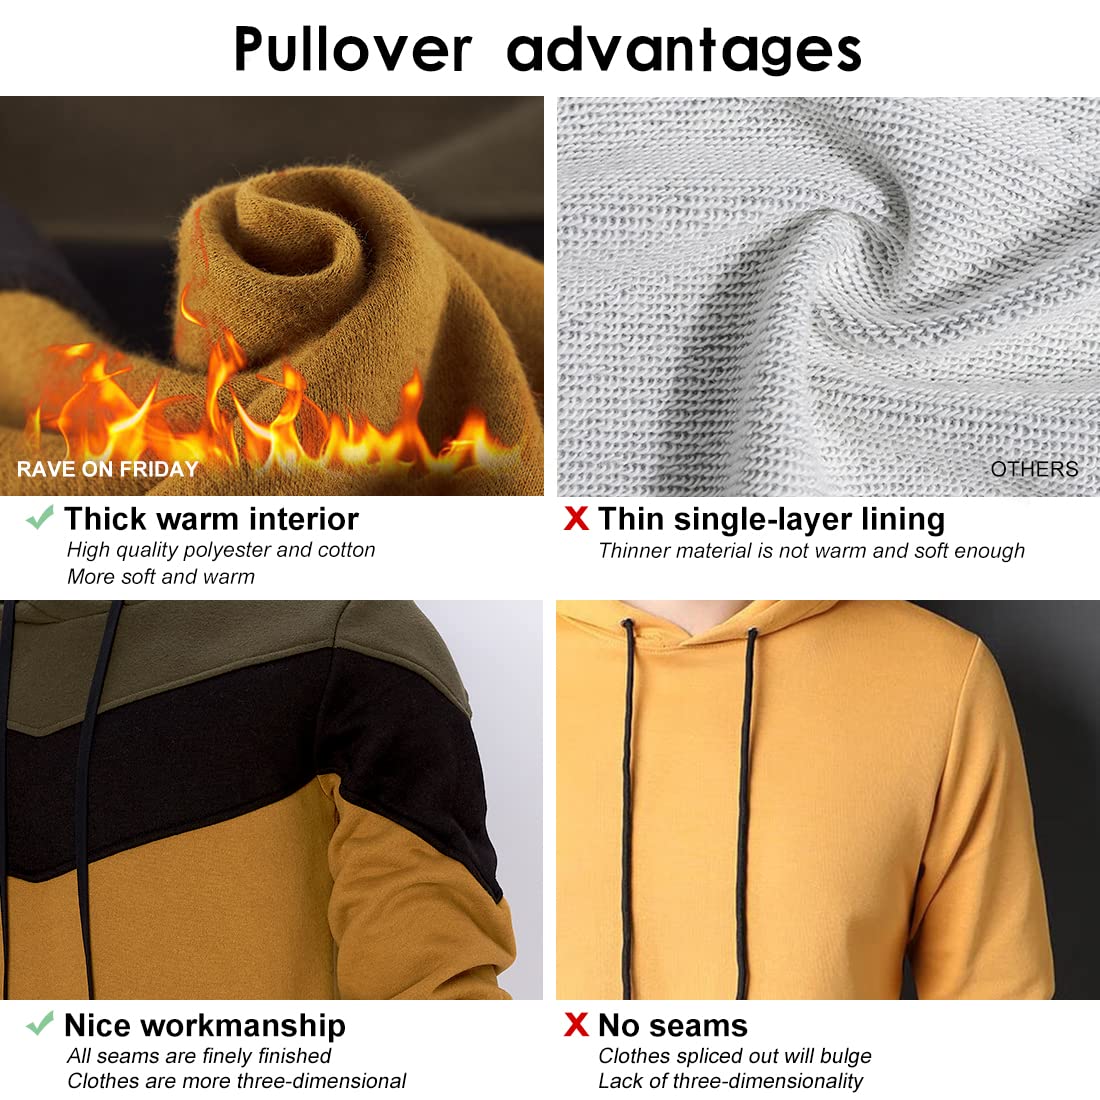 Pullover advantages
RAVE ON FRIDAY
OTHERS
Thick warm interior
High quality polyester and cotton
More soft and warm
Thin single-layer lining
Thinner material is not warm and soft enough
Nice workmanship
All seams are finely finished
Clothes are more three-dimensional
No seams
Clothes spliced out will bulge
Lack of three-dimensionality